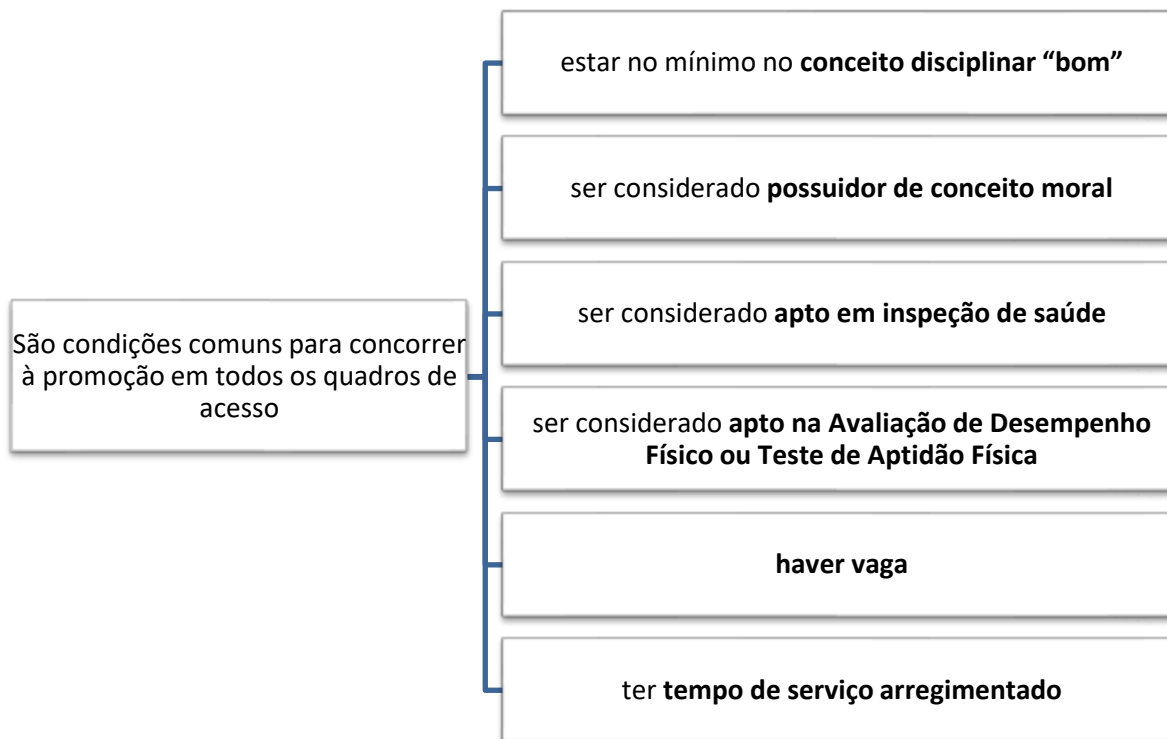 estar no mínimo no conceito disciplinar “bom”
ser considerado possuidor de conceito moral
ser considerado apto em inspeção de saúde
São condições comuns para concorrer
à promoção em todos os quadros de
acesso
ser considerado apto na Avaliação de Desempenho
Físico ou Teste de Aptidão Física
haver vaga
ter tempo de serviço arregimentado